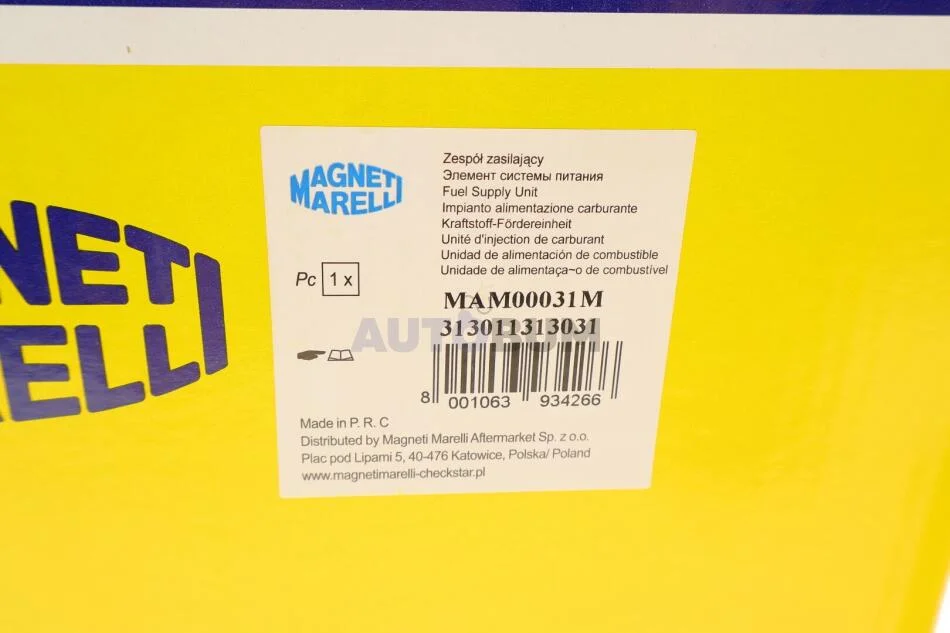 MAGNETI
MARELLI
Zespół zasilający
Элемент системы питания
Fuel Supply Unit
Impianto alimentazione carburante
Kraftstoff-Fördereinheit
Unité d'injection de carburant
Unidad de alimentación de combustible
Unidade de alimentaça~o de combustível
Pc 1 x
MAM00031M
313011313031
AUTOBUM
8 001063 934266
NETI
RELLI
Made in P. R. C
Distributed by Magneti Marelli Aftermarket Sp. z o.o.
Plac pod Lipami 5, 40-476 Katowice, Polska/ Poland
www.magnetimarelli-checkstar.pl